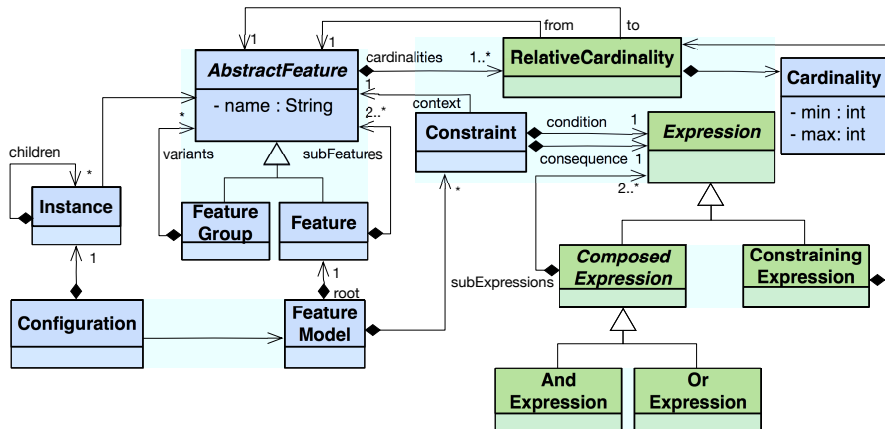 from
to
1
1
cardinalities
1..*
AbstractFeature
- name : String
RelativeCardinality
Cardinality
- min : int
- max: int
1
context
2..*
*
Constraint
condition
1
consequence
1
Expression
children
variants
subFeatures
*
*
2..*
Instance
Feature
Group
Feature
1
1
root
subExpressions
Composed
Expression
Constraining
Expression
Configuration
Feature
Model
And
Expression
Or
Expression